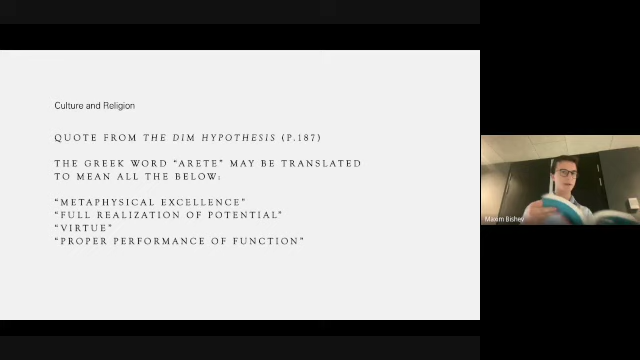 Culture and Religion
QUOTE FROM THE DIM HYPOTHESIS (P.187)
THE GREEK WORD “ARETE” MAY BE TRANSLATED
TO MEAN ALL THE BELOW:
“METAPHYSICAL EXCELLENCE”
“FULL REALIZATION OF POTENTIAL”
“VIRTUE”
“PROPER PERFORMANCE OF FUNCTION”
Maxim Bishev